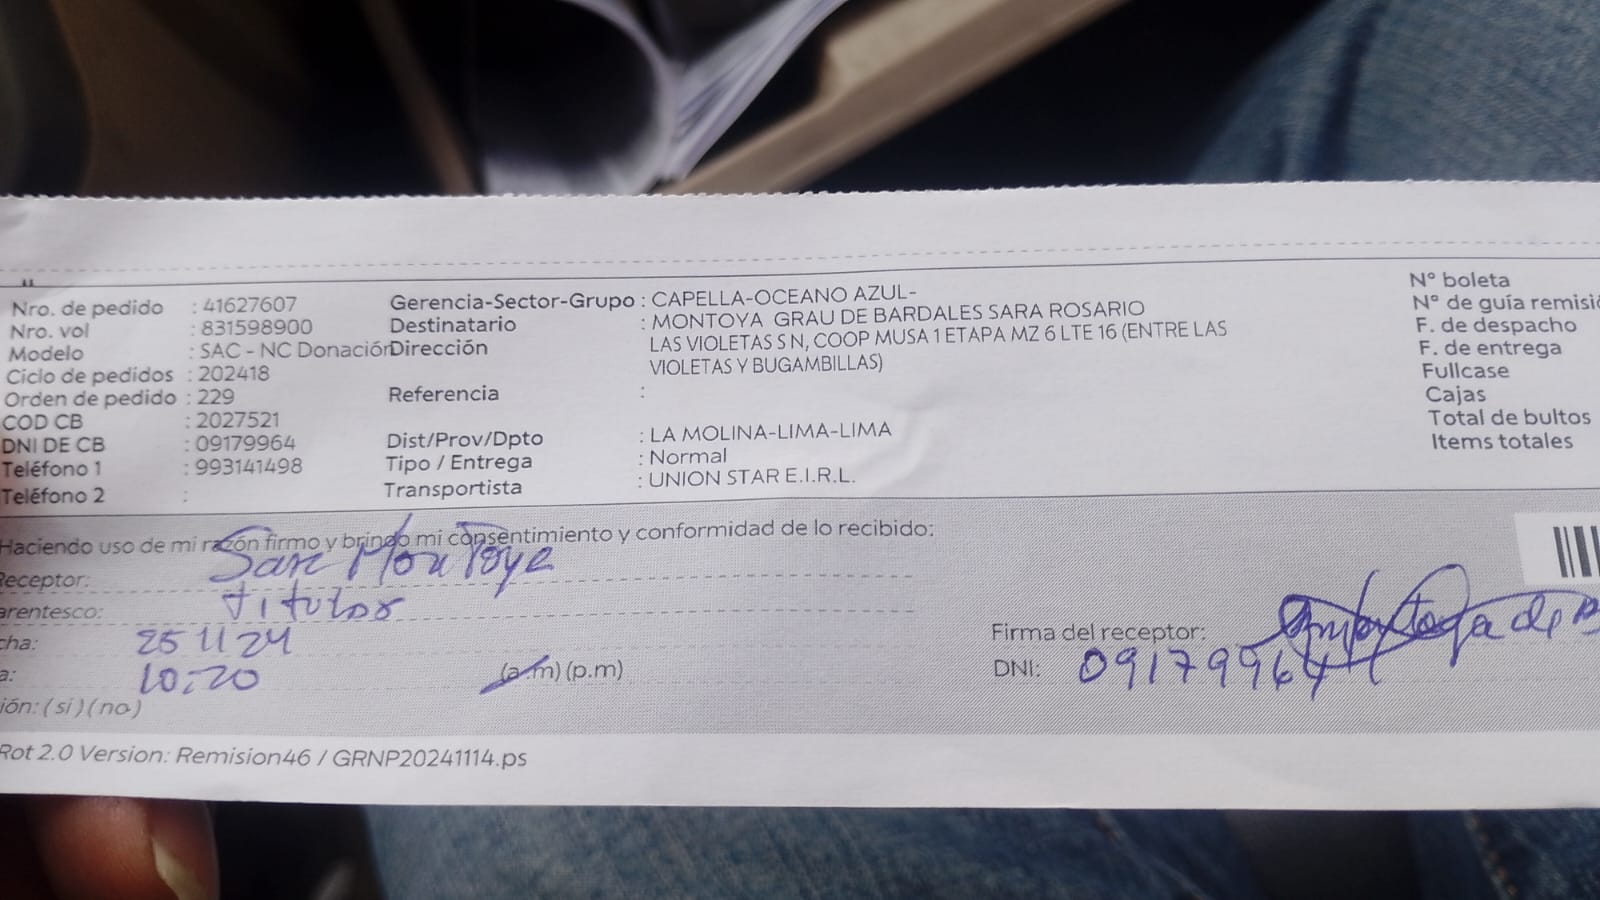 Nro. de pedido : 41627607 Gerencia-Sector-Grupo : CAPELLA-OCEANO AZUL- N° boleta
Nro. vol : 831598900 Destinatario : MONTOYA GRAU DE BARDALES SARA ROSARIO N° de guía remisi
Modelo : SAC - NC Donación Dirección LAS VIOLETAS S N, COOP MUSA 1 ETAPA MZ 6 LTE 16 (ENTRE LAS F. de despacho
VIOLETAS Y BUGAMBILLAS) F. de entrega
Ciclo de pedidos : 202418 Fullcase
Orden de pedido : 229 Referencia : Cajas
COD CB : 2027521 Total de bultos
DNI DE CB : 09179964 Dist/Prov/Dpto : LA MOLINA-LIMA-LIMA Items totales
Teléfono 1 : 993141498 Tipo / Entrega : Normal
Teléfono 2 : Transportista : UNION STAR E.I.R.L.
Haciendo uso de mi razón firmo y bringo mi consentimiento y conformidad de lo recibido:
Receptor: Sara Montoya
arentesco: titular
cha: 25 11 24 Firma del receptor:
a: 10:20 (a.m) (p.m) DNI: 09179964
ión: (si) (no)
Rot 2.0 Version: Remision46 / GRNP20241114.ps